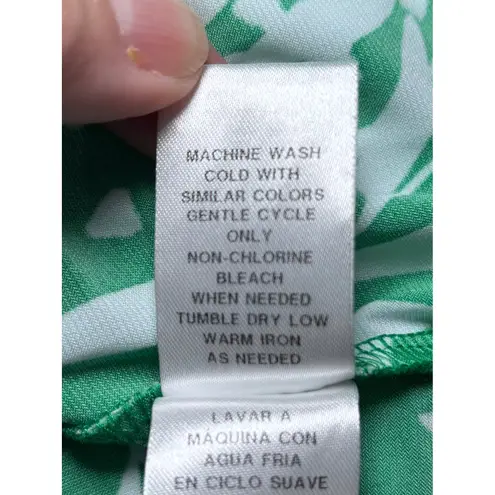 MACHINE WASH
COLD WITH
SIMILAR COLORS
GENTLE CYCLE
ONLY
NON-CHLORINE
BLEACH
WHEN NEEDED
TUMBLE DRY LOW
WARM IRON
AS NEEDED
LAVAR A
MÁQUINA CON
AGUA FRIA
EN CICLO SUAVE